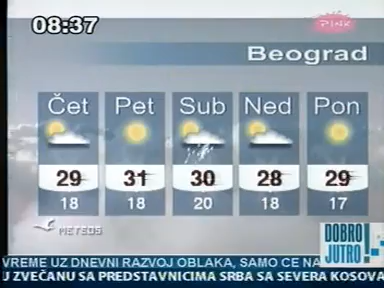 08:37
PINK
Beograd
Čet Pet Sub Ned Pon
29 31 30 28 29
18 18 20 18 17
METEOS
DOBRO
JUTRO!
VREME UZ DNEVNI RAZVOJ OBLAKA, SAMO ĆE NA
U ZVEČANU SA PREDSTAVNICIMA SRBA SA SEVERA KOSOVA